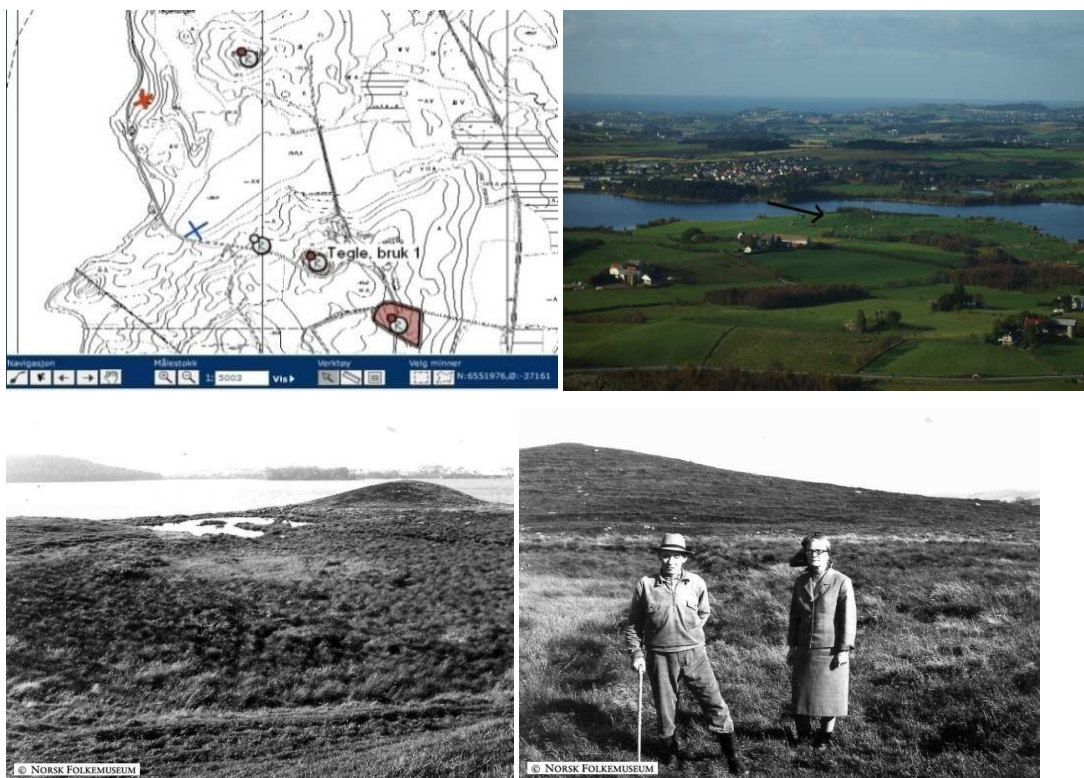 Tegle, bruk 1
Navigasjon
Målestokk
Verktøy
Velg minner
1: 5003
Vis
N:6551976,Ø:-37161
© NORSK FOLKEMUSEUM
© NORSK FOLKEMUSEUM